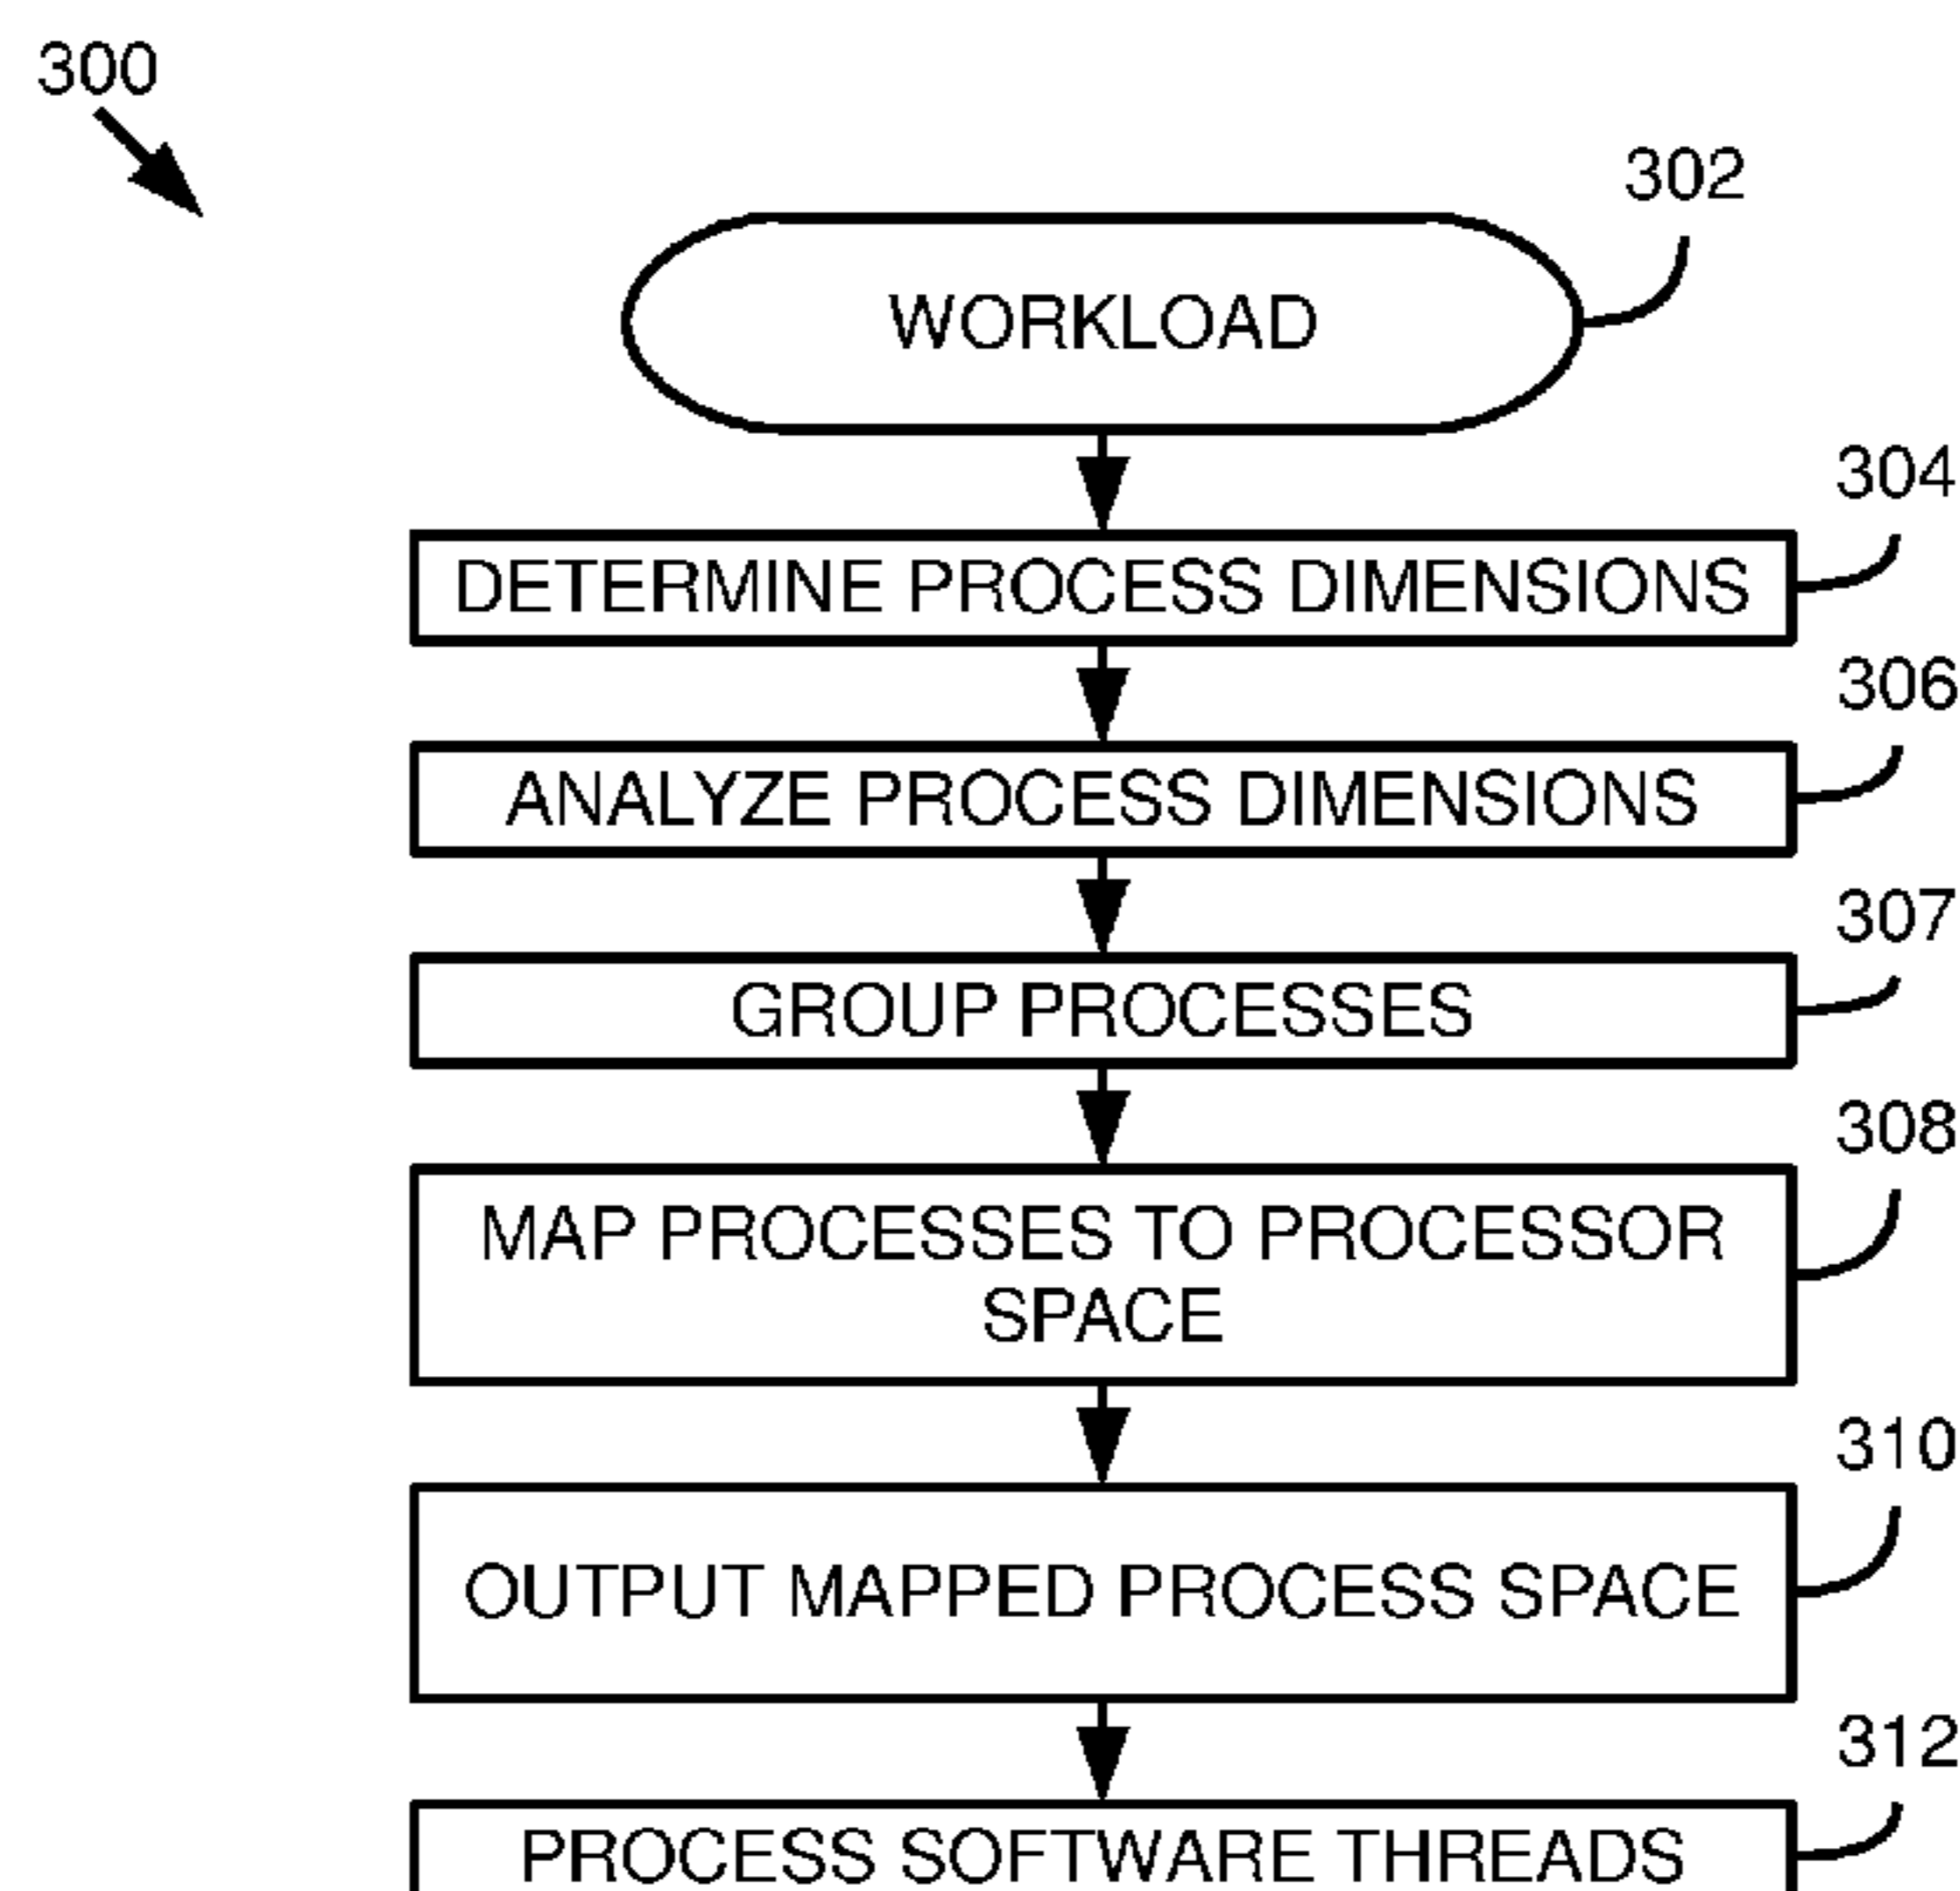 300
302
WORKLOAD
304
DETERMINE PROCESS DIMENSIONS
306
ANALYZE PROCESS DIMENSIONS
307
GROUP PROCESSES
308
MAP PROCESSES TO PROCESSOR
SPACE
310
OUTPUT MAPPED PROCESS SPACE
312
PROCESS SOFTWARE THREADS